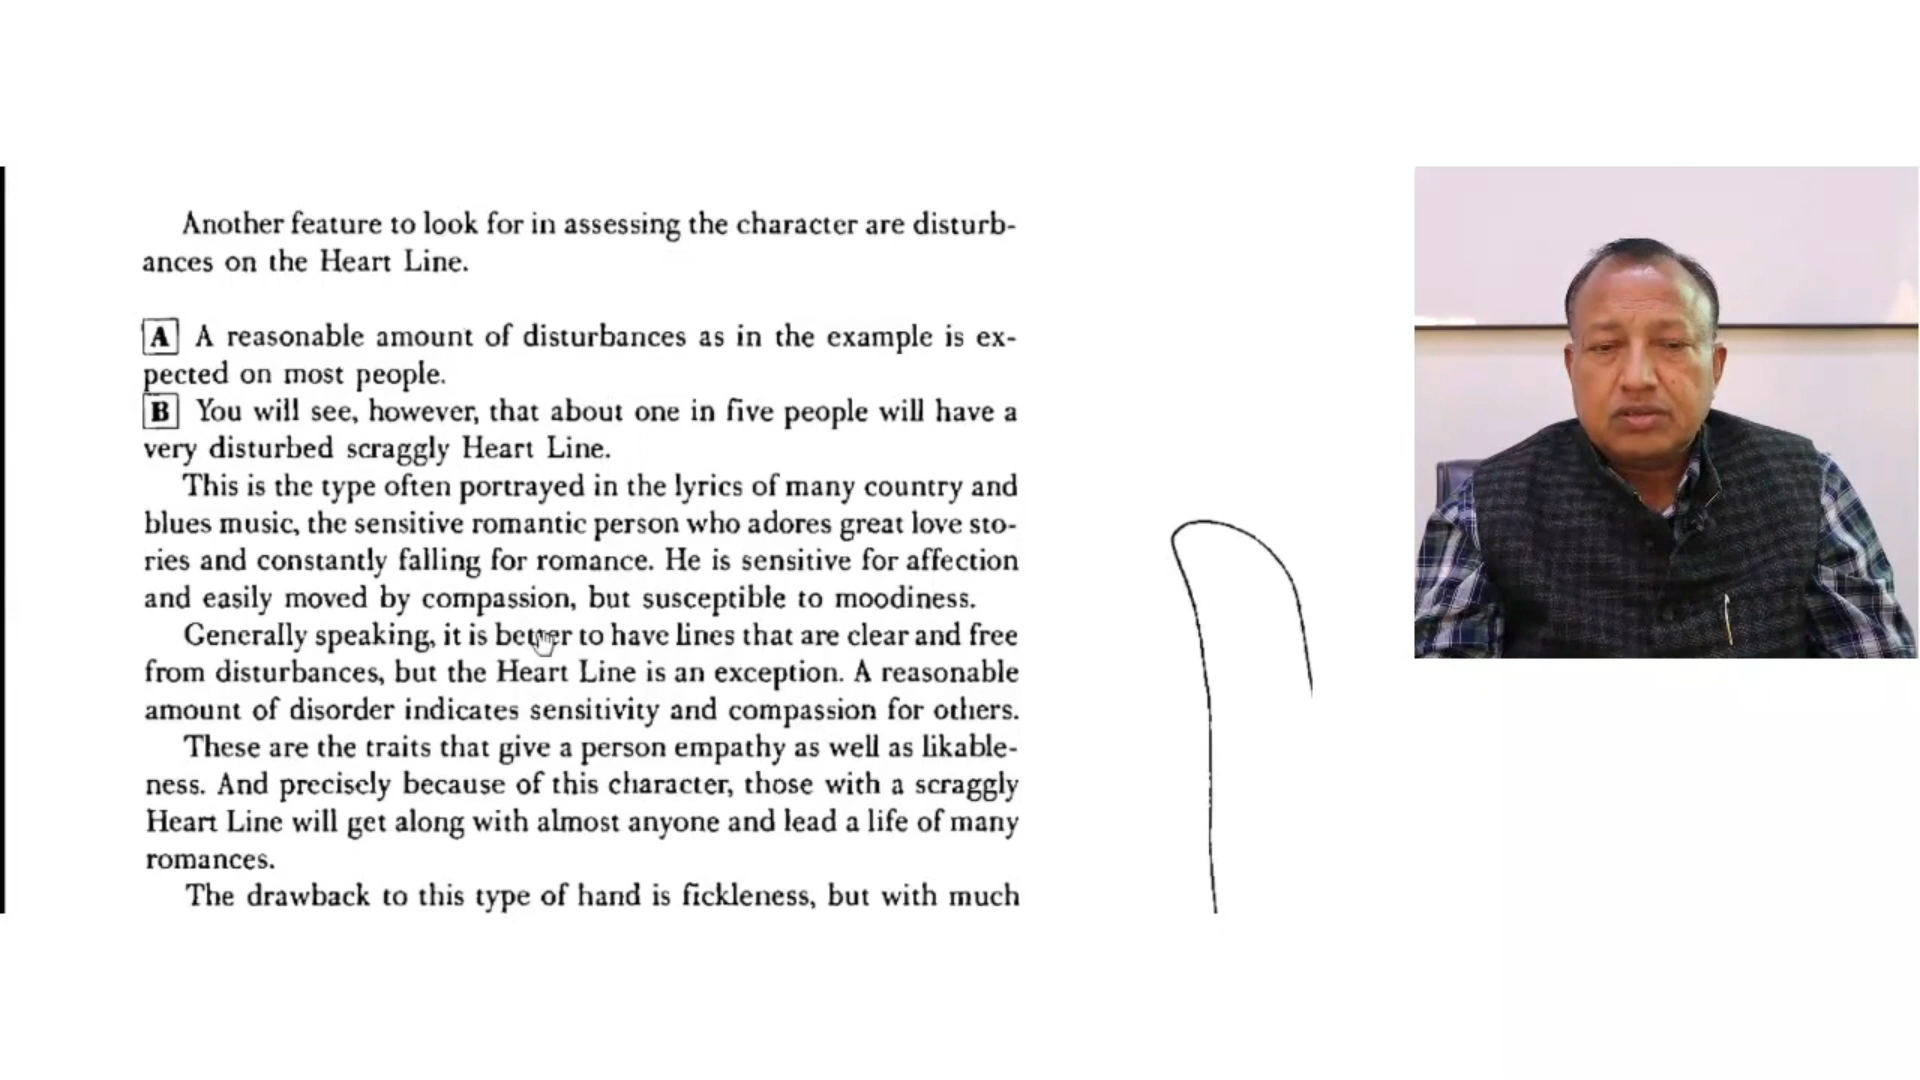 Another feature to look for in assessing the character are disturb-
ances on the Heart Line.
A A reasonable amount of disturbances as in the example is ex-
pected on most people.
B You will see, however, that about one in five people will have a
very disturbed scraggly Heart Line.
This is the type often portrayed in the lyrics of many country and
blues music, the sensitive romantic person who adores great love sto-
ries and constantly falling for romance. He is sensitive for affection
and easily moved by compassion, but susceptible to moodiness.
Generally speaking, it is better to have lines that are clear and free
from disturbances, but the Heart Line is an exception. A reasonable
amount of disorder indicates sensitivity and compassion for others.
These are the traits that give a person empathy as well as likable-
ness. And precisely because of this character, those with a scraggly
Heart Line will get along with almost anyone and lead a life of many
romances.
The drawback to this type of hand is fickleness, but with much